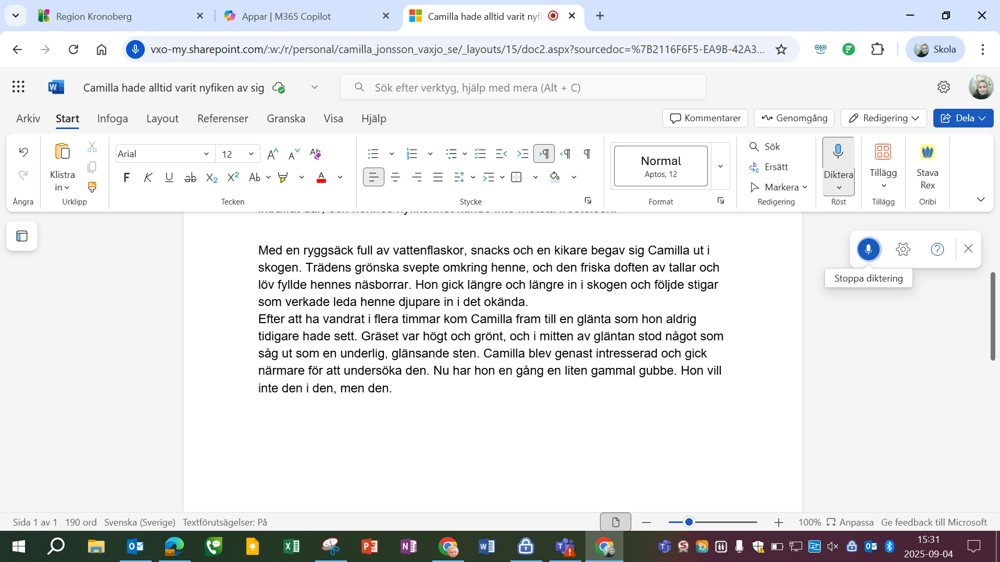 Region Kronoberg
Appar | M365 Copilot
Camilla hade alltid varit nyfi
vxo-my.sharepoint.com/:w:/r/personal/camilla_jonsson_vaxjo_se/_layouts/15/doc2.aspx?sourcedoc=%7B2116F6F5-EA9B-42A3...
Skola
Camilla hade alltid varit nyfiken av sig
Sök efter verktyg, hjälp med mera (Alt + C)
Arkiv Start Infoga Layout Referenser Granska Visa Hjälp
Kommentarer Genomgång Redigering Dela
Arial 12
Klistra in
Ångra
Urklipp
Tecken
Stycke
Normal
Aptos, 12
Format
Sök
Ersätt
Markera
Redigering
Diktera
Röst
Tillägg
Tillägg
Stava
Rex
Oribi
Med en ryggsäck full av vattenflaskor, snacks och en kikare begav sig Camilla ut i
skogen. Trädens grönska svepte omkring henne, och den friska doften av tallar och
löv fyllde hennes näsborrar. Hon gick längre och längre in i skogen och följde stigar
som verkade leda henne djupare in i det okända.
Efter att ha vandrat i flera timmar kom Camilla fram till en glänta som hon aldrig
tidigare hade sett. Gräset var högt och grönt, och i mitten av gläntan stod något som
såg ut som en underlig, glänsande sten. Camilla blev genast intresserad och gick
närmare för att undersöka den. Nu har hon en gång en liten gammal gubbe. Hon vill
inte den i den, men den.
Stoppa diktering
Sida 1 av 1 190 ord Svenska (Sverige) Textförutsägelser: På
100% Anpassa Ge feedback till Microsoft
15:31
2025-09-04